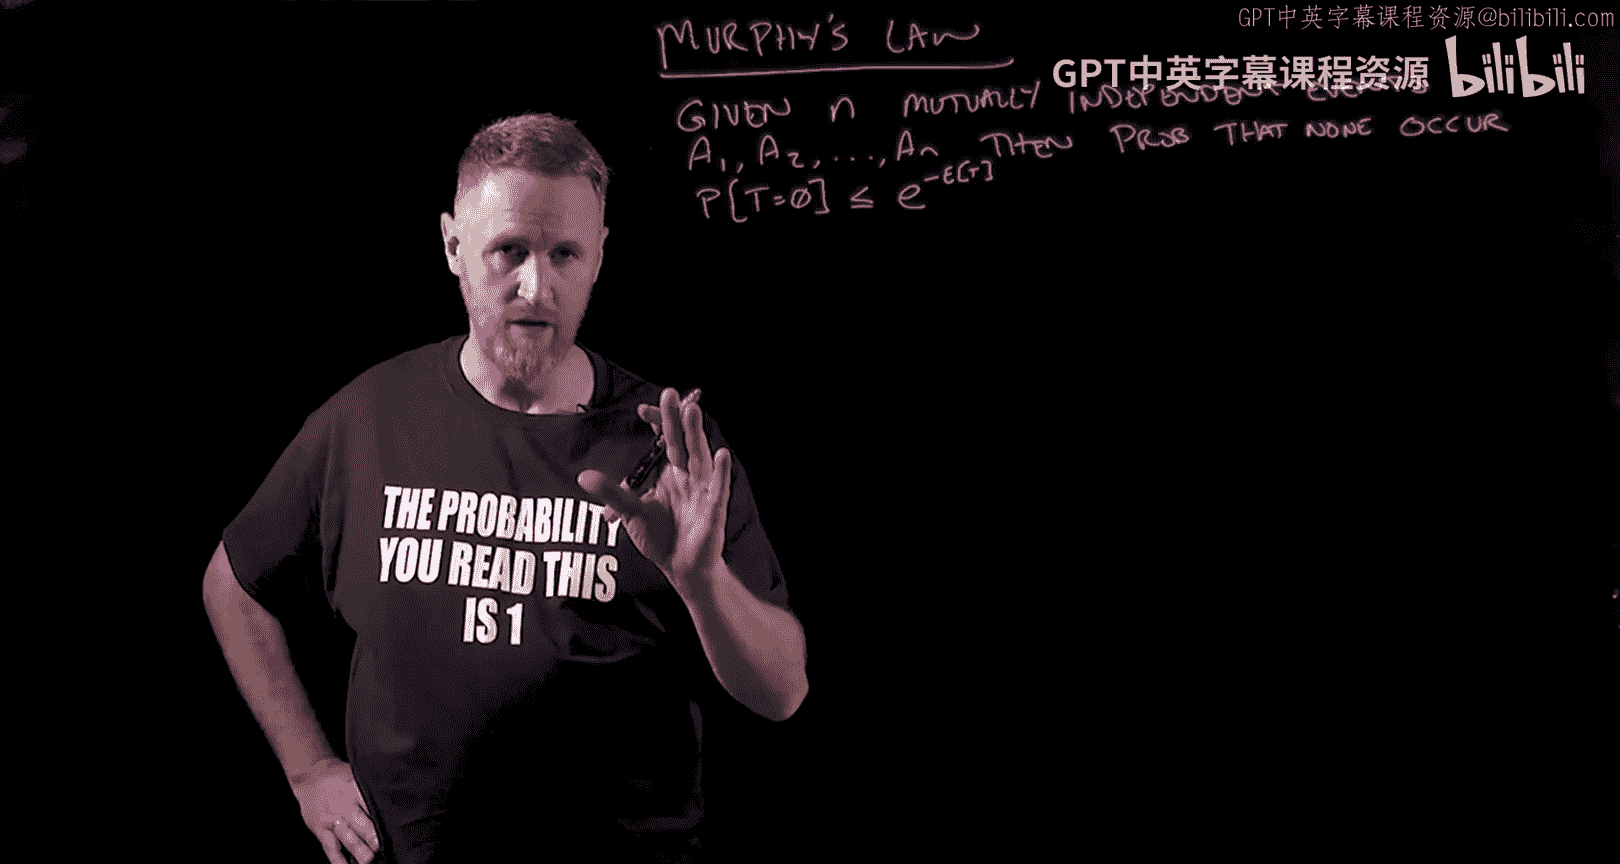 GPT中英字幕课程资源@bilibili.com
MURPHY'S LAW
GPT中英字幕课程资源 bilibili
GIVEN n MUTUALLY INDEPENDENT EVENTS
A₁, A₂, ..., Aₙ THEN PROB THAT NONE OCCUR
P[T=∅] ≤ e^-E[T]
THE PROBABILITY
YOU READ THIS
IS 1